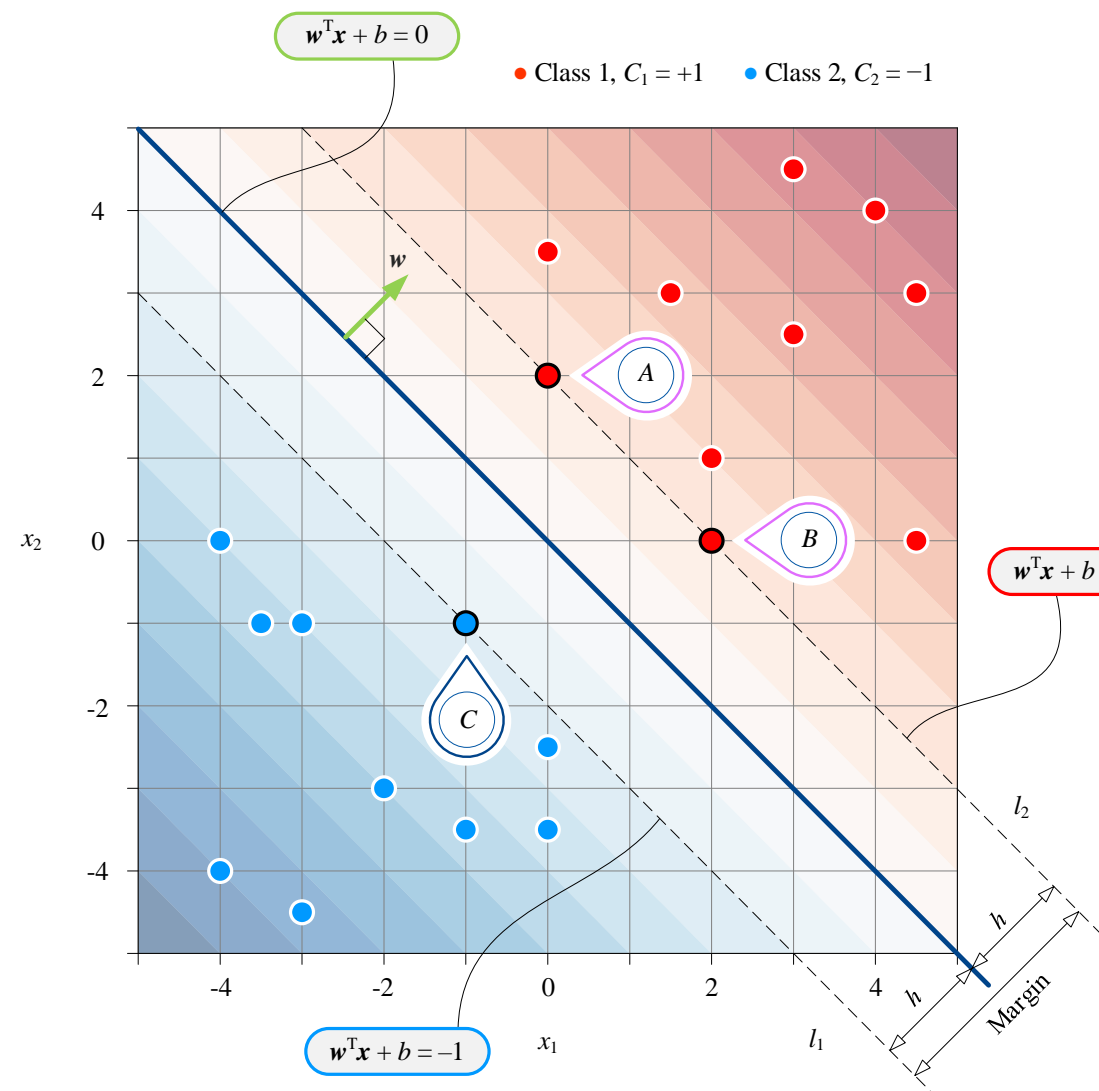 wᵀx + b = 0
Class 1, C₁ = +1
Class 2, C₂ = −1
w
4
A
2
B
x₂
0
wᵀx + b
C
-2
-4
l₂
h
h
Margin
-4
-2
0
2
4
wᵀx + b = –1
x₁
l₁